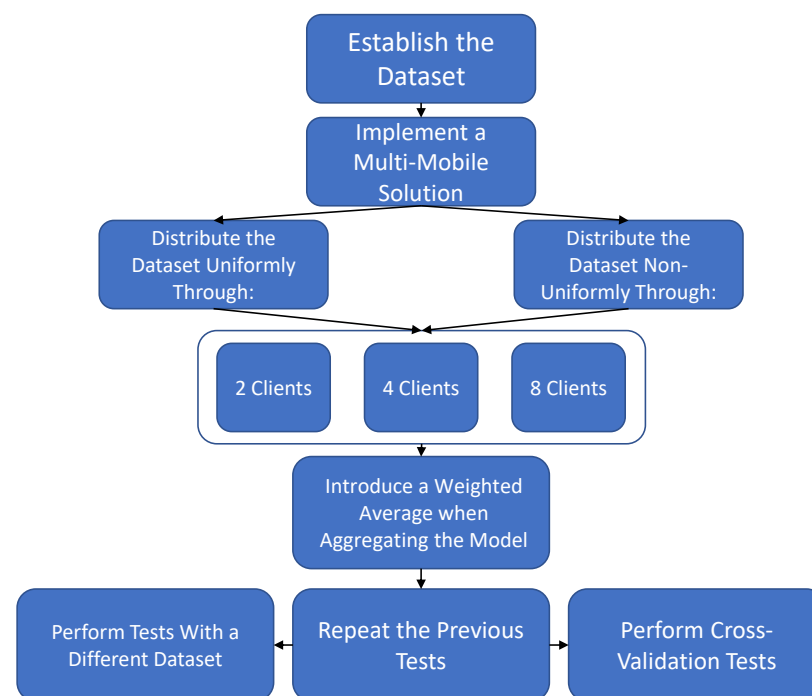 Establish the
Dataset
Implement a
Multi-Mobile
Solution
Distribute the
Dataset Uniformly
Through:
Distribute the
Dataset Non-
Uniformly Through:
2 Clients
4 Clients
8 Clients
Introduce a Weighted
Average when
Aggregating the Model
Perform Tests With a
Different Dataset
Repeat the Previous
Tests
Perform Cross-
Validation Tests